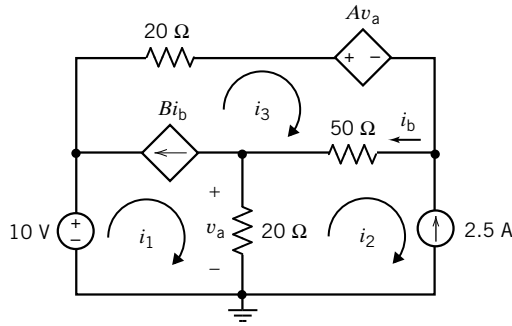 20 Ω
Av_a
+ −
Bi_b
i_3
50 Ω
i_b
10 V
+
−
i_1
+
v_a
−
20 Ω
i_2
2.5 A